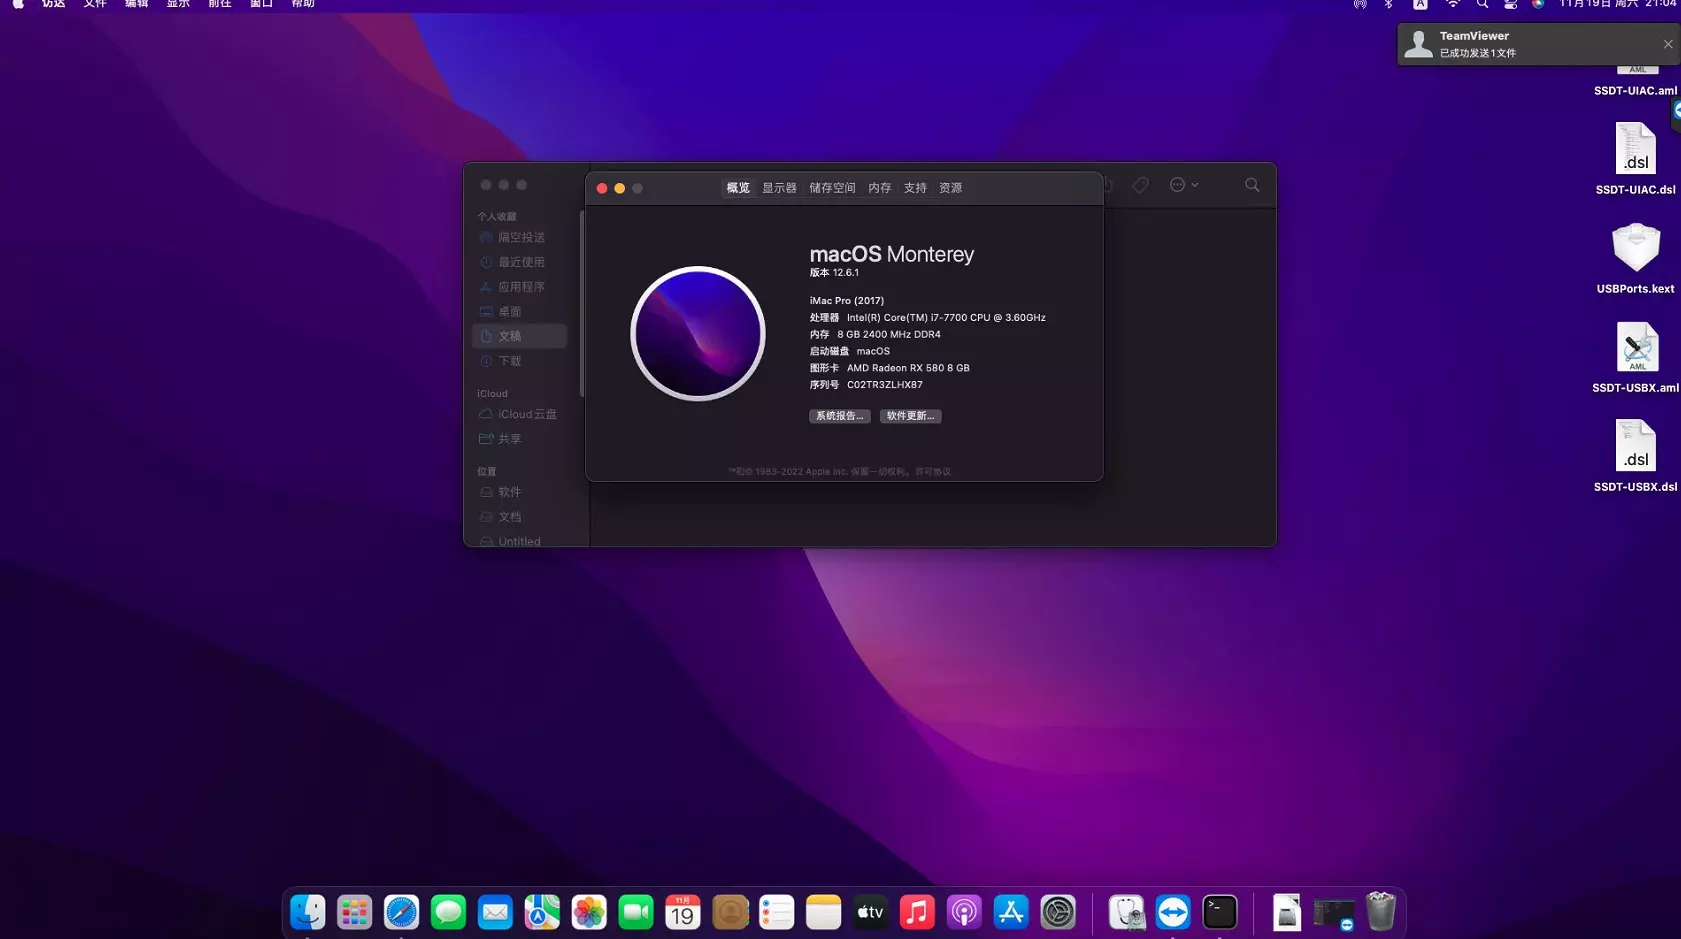 访达 文件 编辑 显示 前往 窗口 帮助
A
11月19日 周六 21:04
TeamViewer
已成功发送1文件
AML
SSDT-UIAC.aml
.dsl
SSDT-UIAC.dsl
USBPorts.kext
AML
SSDT-USBX.aml
.dsl
SSDT-USBX.dsl
个人收藏
隔空投送
最近使用
应用程序
桌面
文稿
下载
iCloud
iCloud云盘
共享
位置
软件
文档
Untitled
概览 显示器 储存空间 内存 支持 资源
macOS Monterey
版本 12.6.1
iMac Pro (2017)
处理器 Intel(R) Core(TM) i7-7700 CPU @ 3.60GHz
内存 8 GB 2400 MHz DDR4
启动磁盘 macOS
图形卡 AMD Radeon RX 580 8 GB
序列号 C02TR3ZLHX87
系统报告... 软件更新...
™和© 1983-2022 Apple Inc. 保留一切权利。许可协议
11月
19
tv